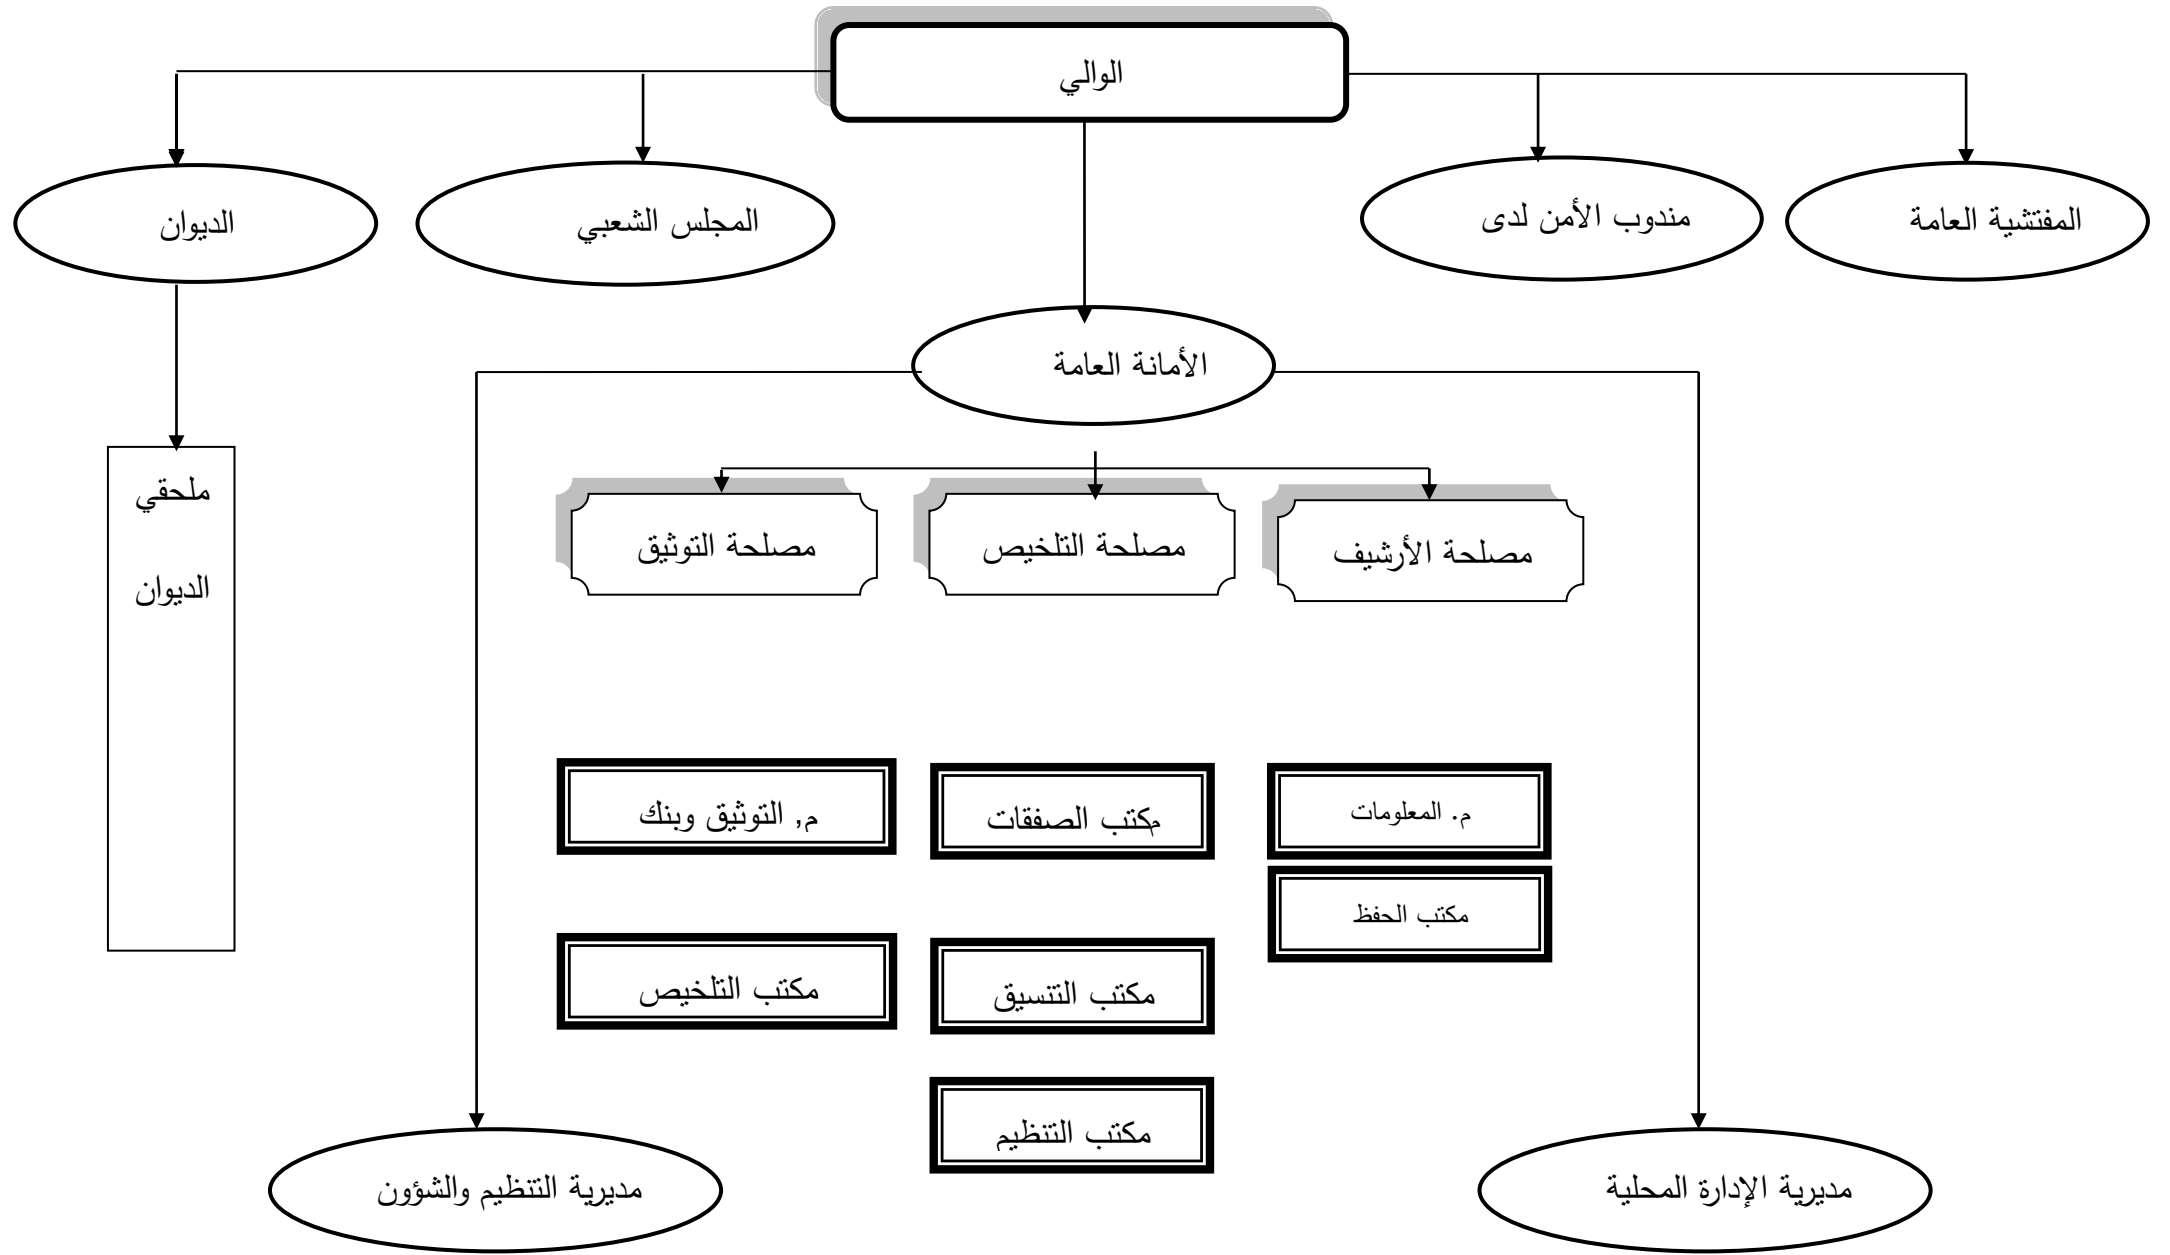 الوالي
المفتشية العامة
مندوب الأمن لدى
المجلس الشعبي
الديوان
الأمانة العامة
ملحقي
الديوان
مصلحة الأرشيف
مصلحة التلخيص
مصلحة التوثيق
م. المعلومات
مكتب الصفقات
م, التوثيق وبنك
مكتب الحفظ
مكتب التنسيق
مكتب التلخيص
مكتب التنظيم
مديرية الإدارة المحلية
مديرية التنظيم والشؤون